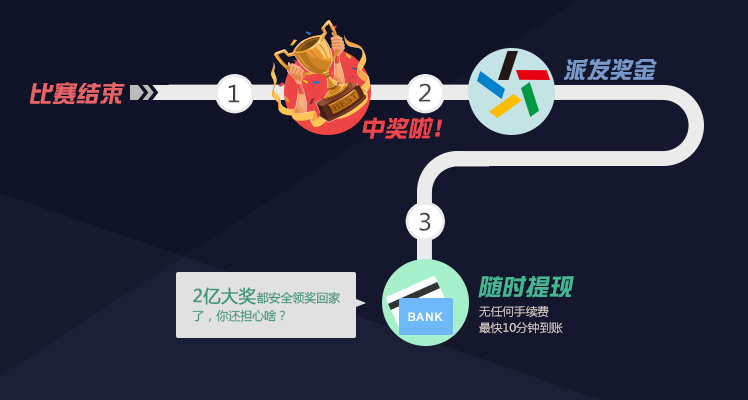 比赛结束
1
BEST
中奖啦!
2
派发奖金
3
BANK
随时提现
无任何手续费
最快10分钟到账
2亿大奖都安全领奖回家
了，你还担心啥？